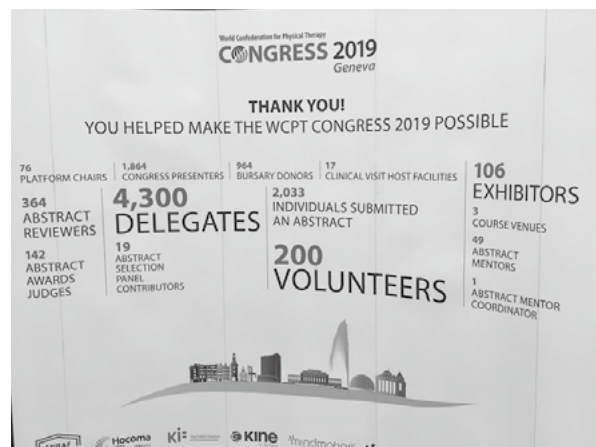 World Confederation for Physical Therapy
CONGRESS 2019
Geneva
THANK YOU!
YOU HELPED MAKE THE WCPT CONGRESS 2019 POSSIBLE
76
PLATFORM CHAIRS
1,864
CONGRESS PRESENTERS
964
BURSARY DONORS
17
CLINICAL VISIT HOST FACILITIES
106
EXHIBITORS
364
ABSTRACT
REVIEWERS
4,300
DELEGATES
2,033
INDIVIDUALS SUBMITTED
AN ABSTRACT
3
COURSE VENUES
142
ABSTRACT
AWARDS
JUDGES
19
ABSTRACT
SELECTION
PANEL
CONTRIBUTORS
200
VOLUNTEERS
49
ABSTRACT
MENTORS
1
ABSTRACT MENTOR
COORDINATOR
Hocoma
Ki
KINE
mindmotion